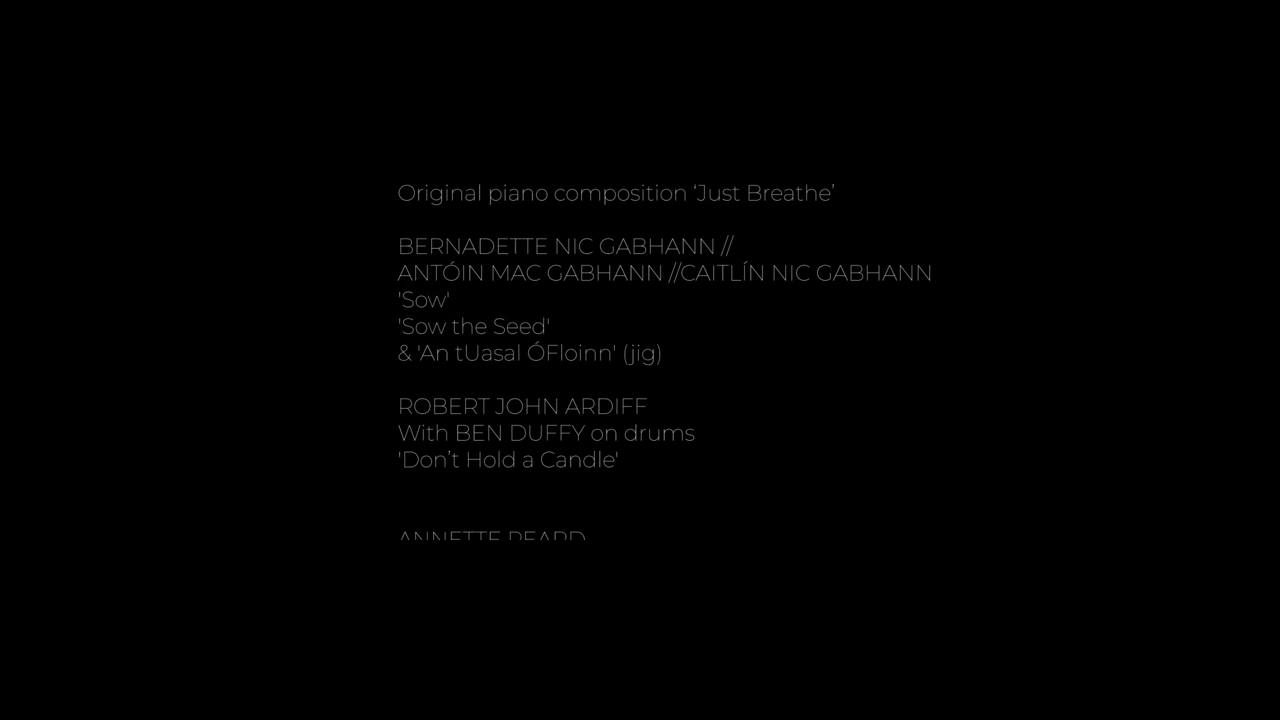 Original piano composition ‘Just Breathe’
BERNADETTE NIC GABHANN //
ANTÓIN MAC GABHANN //CAITLÍN NIC GABHANN
'Sow'
'Sow the Seed'
& 'An tUasal ÓFloinn' (jig)
ROBERT JOHN ARDIFF
With BEN DUFFY on drums
'Don’t Hold a Candle'
ANNETTE